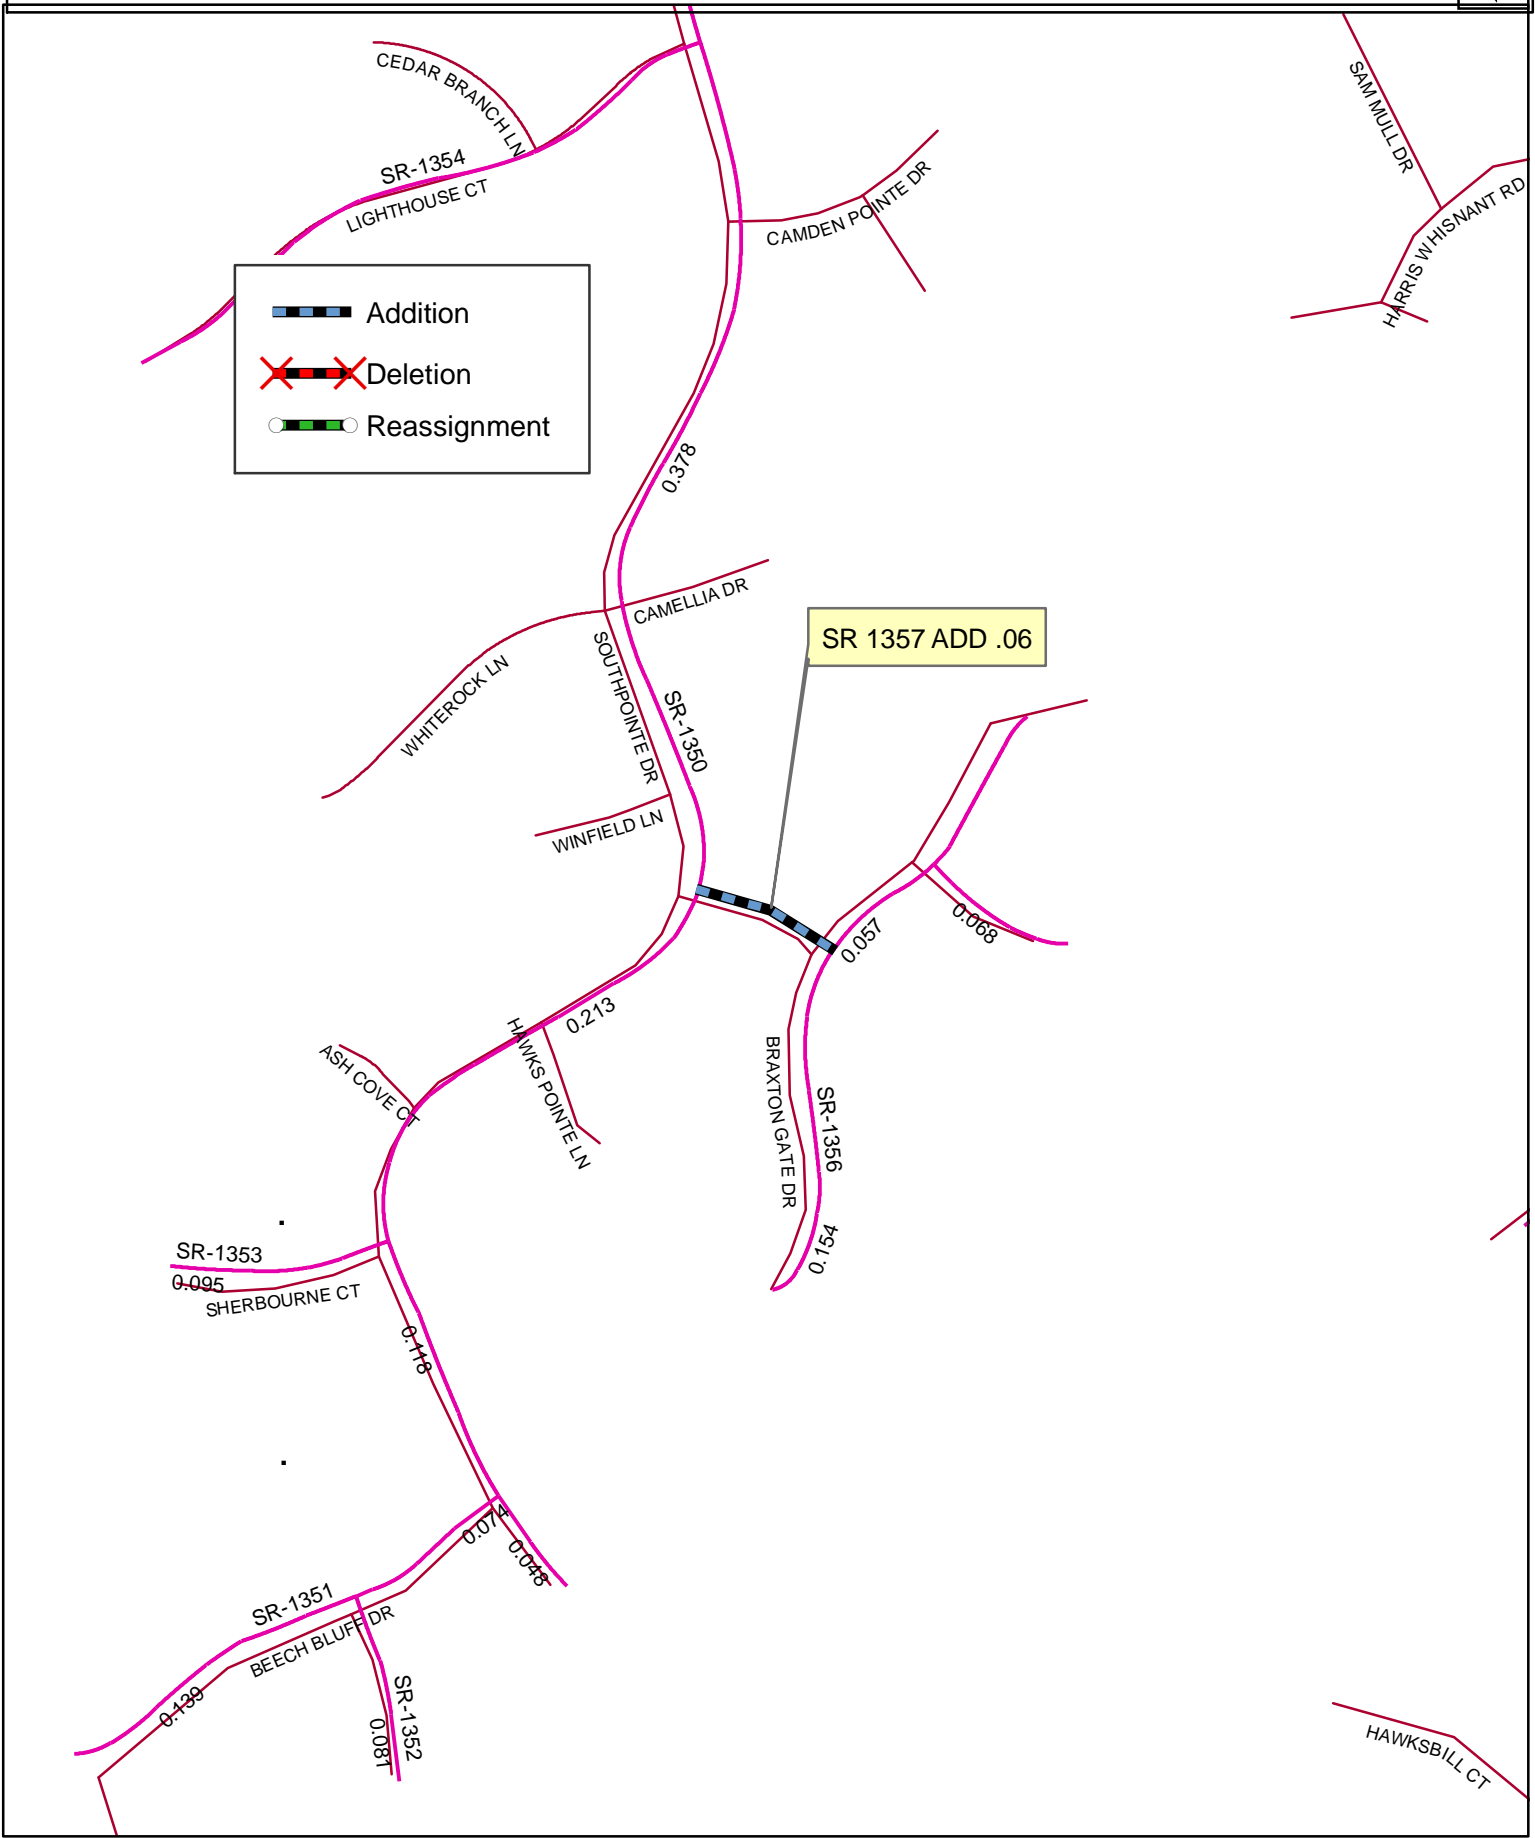 CEDAR BRANCH LN
SAM MULL DR
SR-1354
LIGHTHOUSE CT
CAMDEN POINTE DR
HARRIS WHISNANT RD
Addition
Deletion
Reassignment
0.378
CAMELLIA DR
SR 1357 ADD .06
SOUTHPOINTE DR
WHITEROCK LN
SR-1350
WINFIELD LN
0.057
0.068
0.213
HAWKS POINTE LN
ASH COVE CT
BRAXTON GATE DR
SR-1356
0.154
SR-1353
0.095
SHERBOURNE CT
0.118
0.074
0.048
SR-1351
BEECH BLUFF DR
0.139
SR-1352
0.081
HAWKSBILL CT